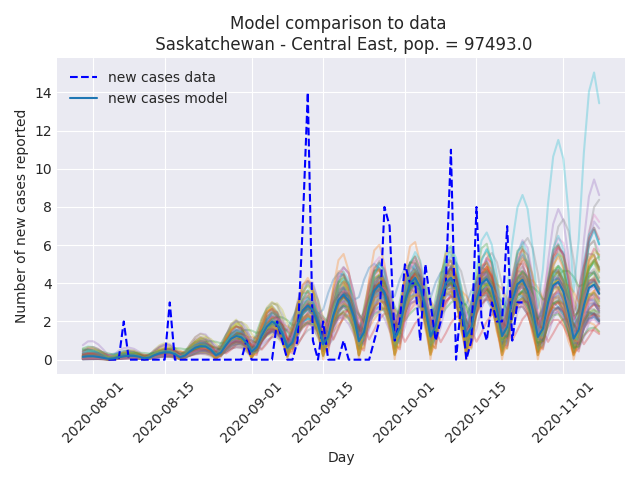 Model comparison to data
Saskatchewan - Central East, pop. = 97493.0
new cases data
new cases model
Number of new cases reported
14
12
10
8
6
4
2
0
2020-08-01
2020-08-15
2020-09-01
2020-09-15
2020-10-01
2020-10-15
2020-11-01
Day